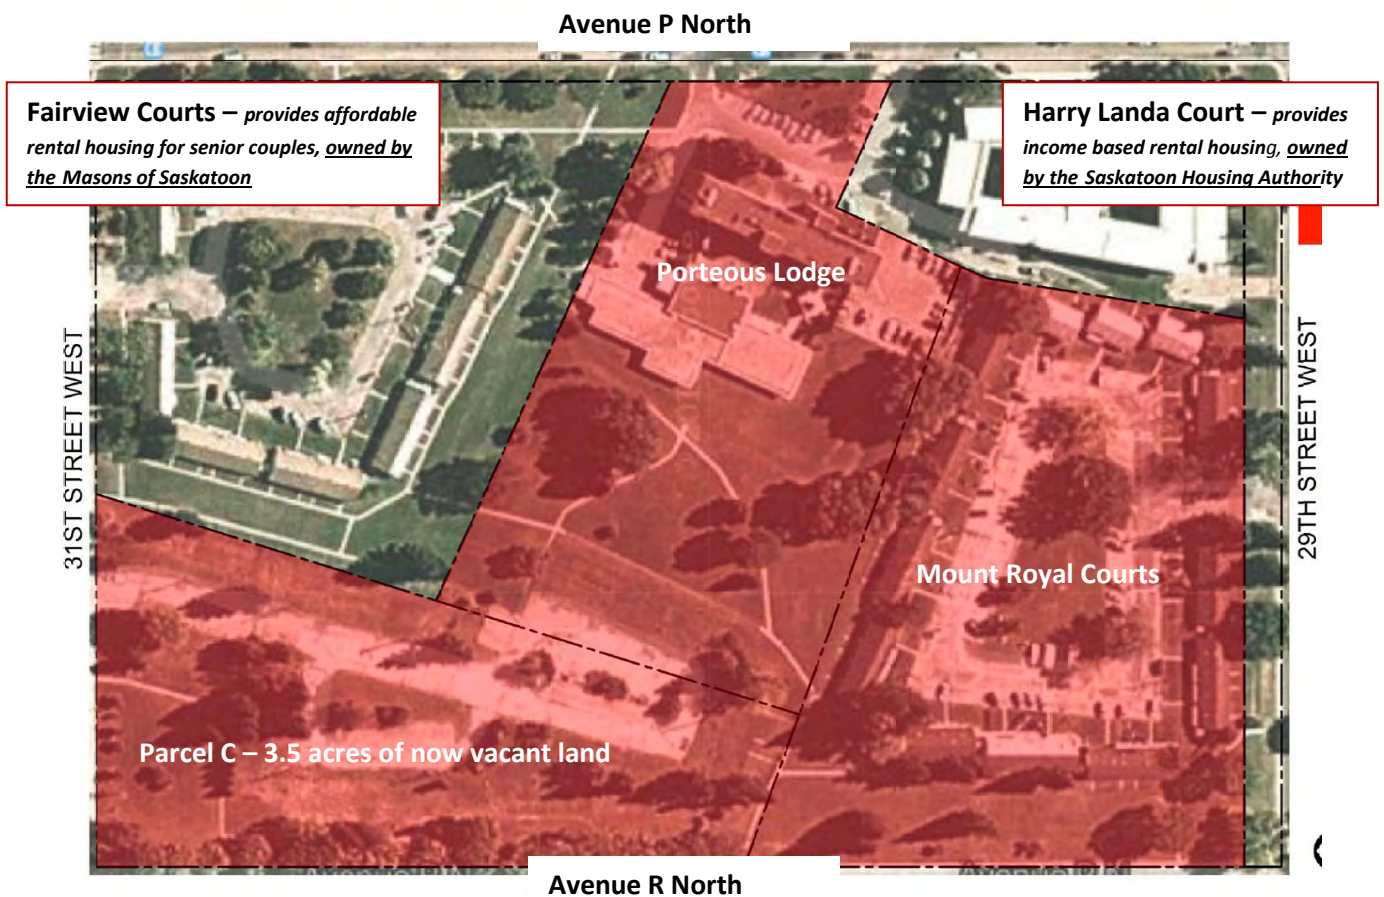 Avenue P North
Fairview Courts – provides affordable
rental housing for senior couples, owned by
the Masons of Saskatoon
Harry Landa Court – provides
income based rental housing, owned
by the Saskatoon Housing Authority
Porteous Lodge
31ST STREET WEST
29TH STREET WEST
Mount Royal Courts
Parcel C – 3.5 acres of now vacant land
Avenue R North